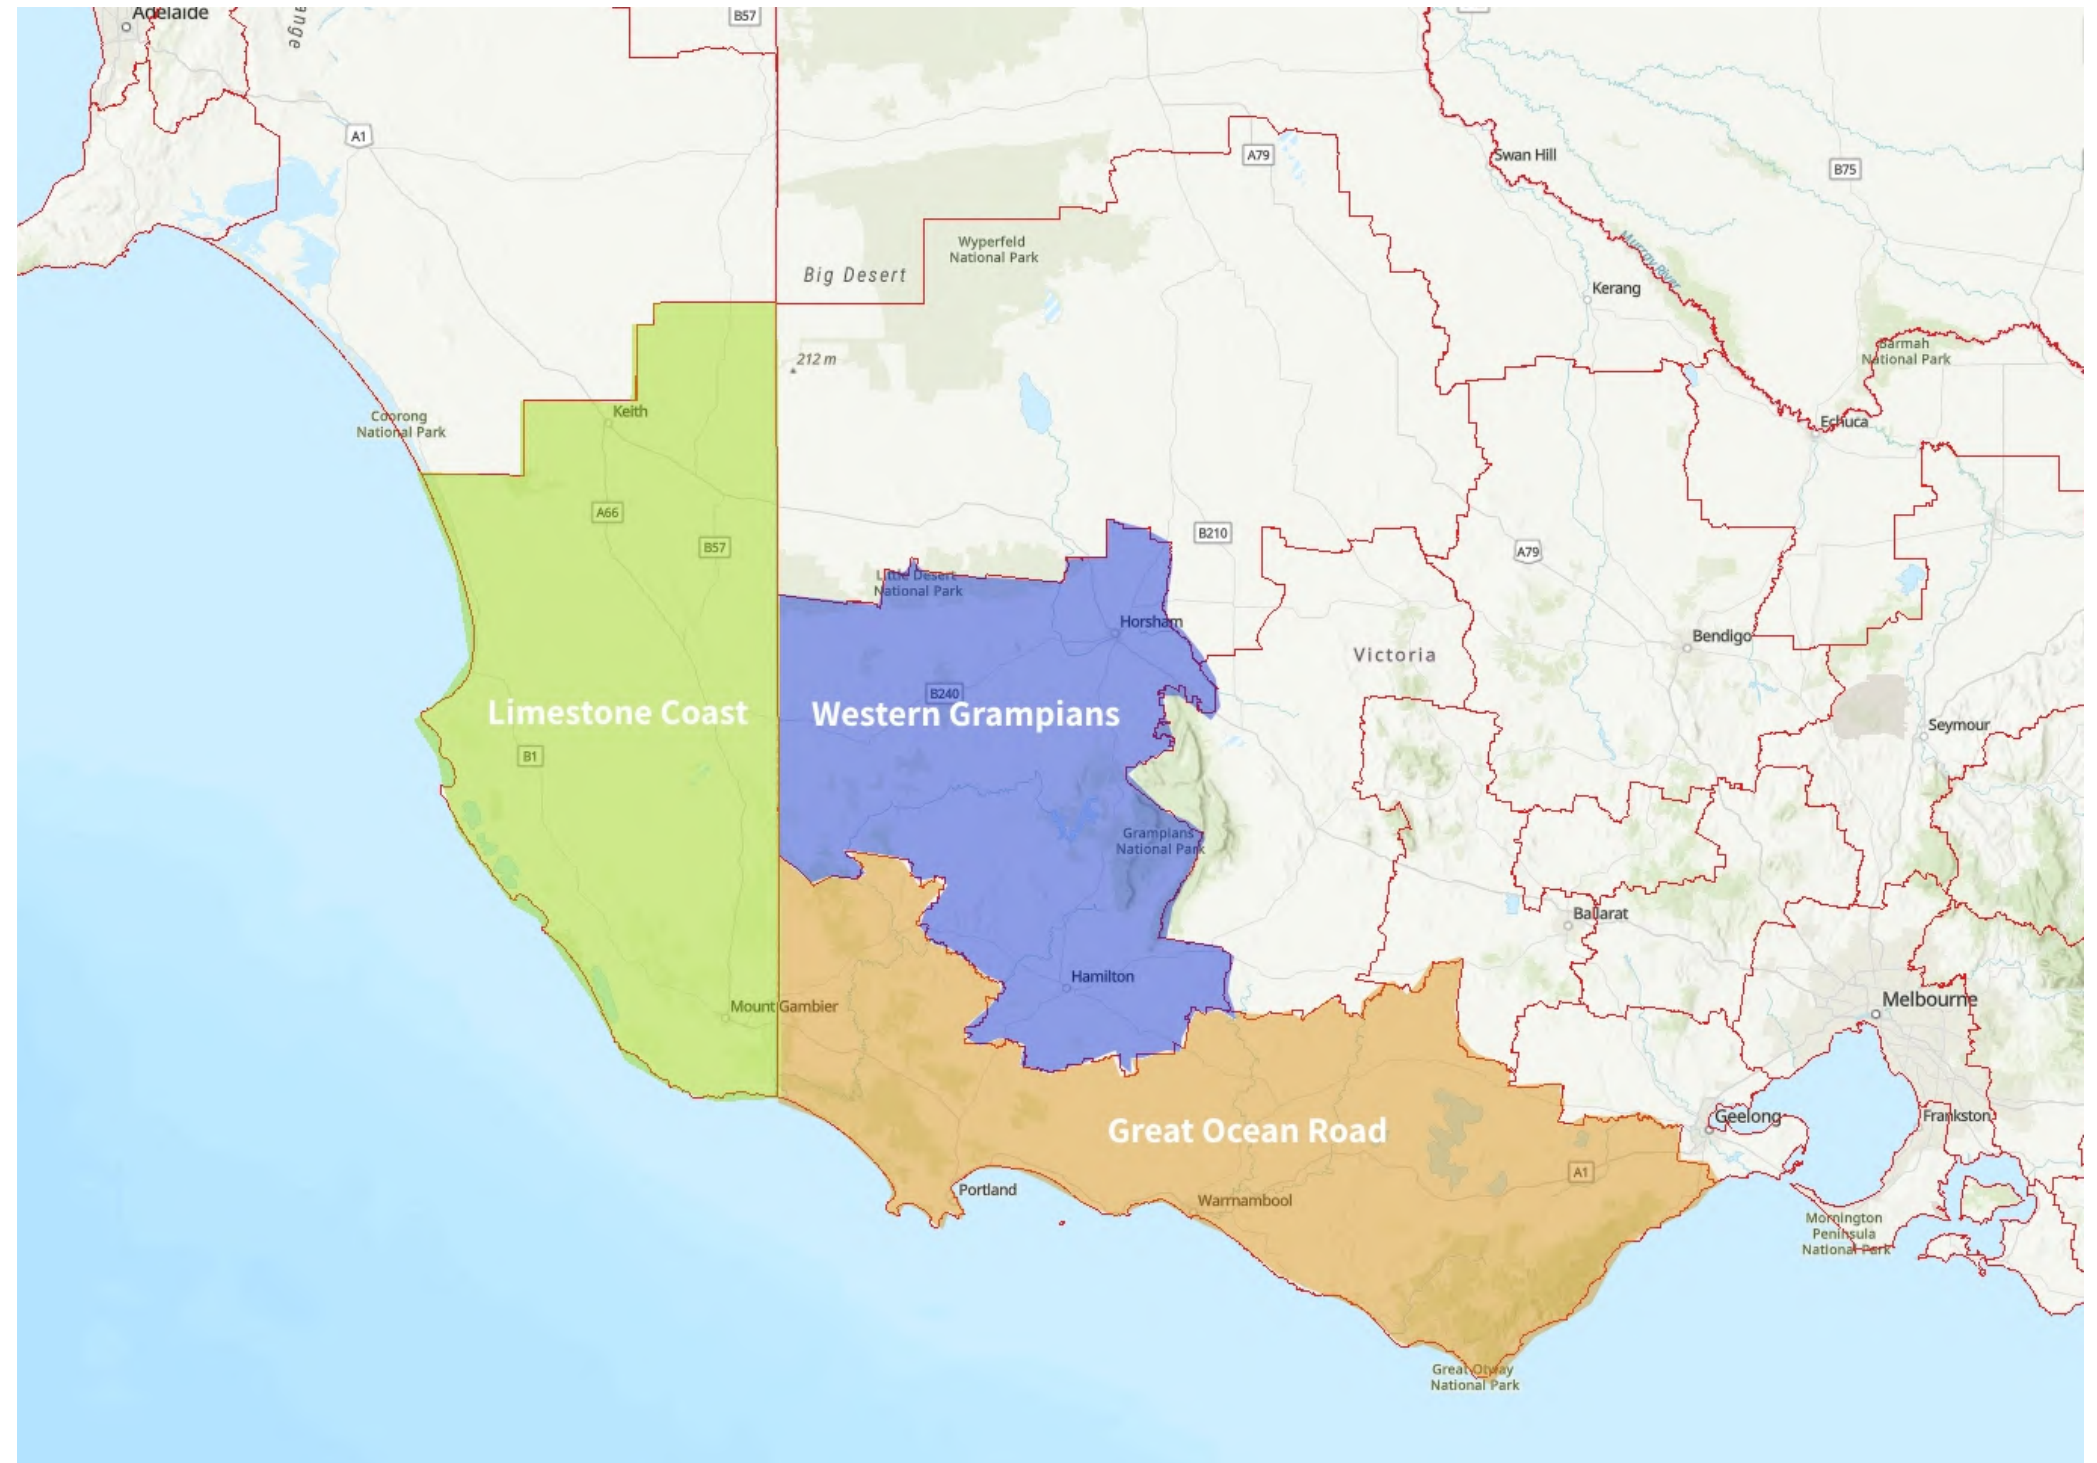 Adelaide
ange
B57
A1
A79
Swan Hill
B75
Wyperfeld
National Park
Big Desert
Murray River
Kerang
212 m
Barmah
National Park
Coorong
National Park
Keith
Echuca
A66
B57
B210
A79
Little Desert
National Park
Horsham
Victoria
Bendigo
B240
Limestone Coast
Western Grampians
Seymour
B1
Grampians
National Park
Ballarat
Hamilton
Mount Gambier
Melbourne
Geelong
Frankston
Great Ocean Road
A1
Portland
Warrnambool
Mornington
Peninsula
National Park
Great Otway
National Park